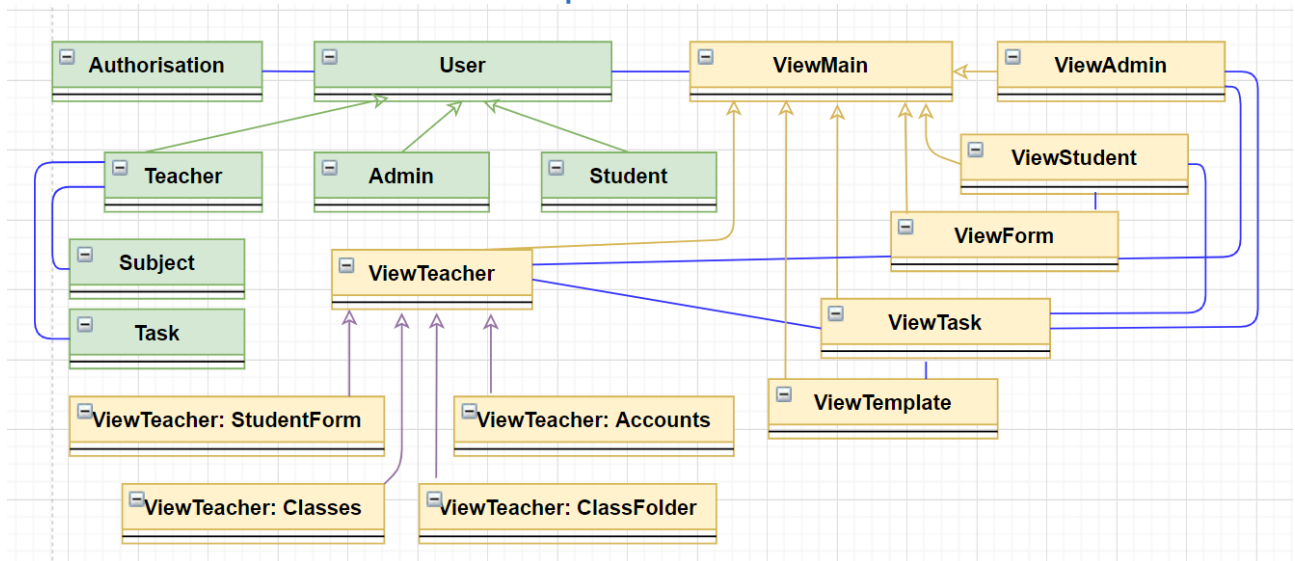 Authorisation
User
ViewMain
ViewAdmin
ViewStudent
Teacher
Admin
Student
ViewForm
Subject
ViewTeacher
ViewTask
Task
ViewTemplate
ViewTeacher: StudentForm
ViewTeacher: Accounts
ViewTeacher: Classes
ViewTeacher: ClassFolder